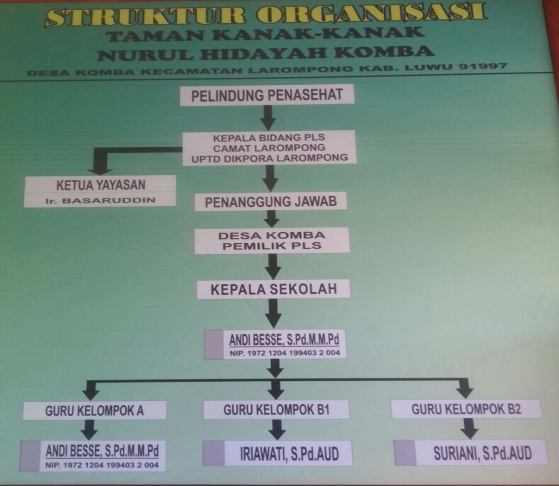 STRUKTUR ORGANISASI
TAMAN KANAK-KANAK
NURUL HIDAYAH KOMBA
DESA KOMBA KECAMATAN LAROMPONG KAB. LUWU 91997
PELINDUNG PENASEHAT
KEPALA BIDANG PLS
CAMAT LAROMPONG
UPTD DIKPORA LAROMPONG
KETUA YAYASAN
Ir. BASARUDDIN
PENANGGUNG JAWAB
DESA KOMBA
PEMILIK PLS
KEPALA SEKOLAH
ANDI BESSE, S.Pd.M.M.Pd
NIP. 1972 1204 199403 2 004
GURU KELOMPOK A
ANDI BESSE, S.Pd.M.M.Pd
NIP. 1972 1204 199403 2 004
GURU KELOMPOK B1
IRIAWATI, S.Pd.AUD
GURU KELOMPOK B2
SURIANI, S.Pd.AUD